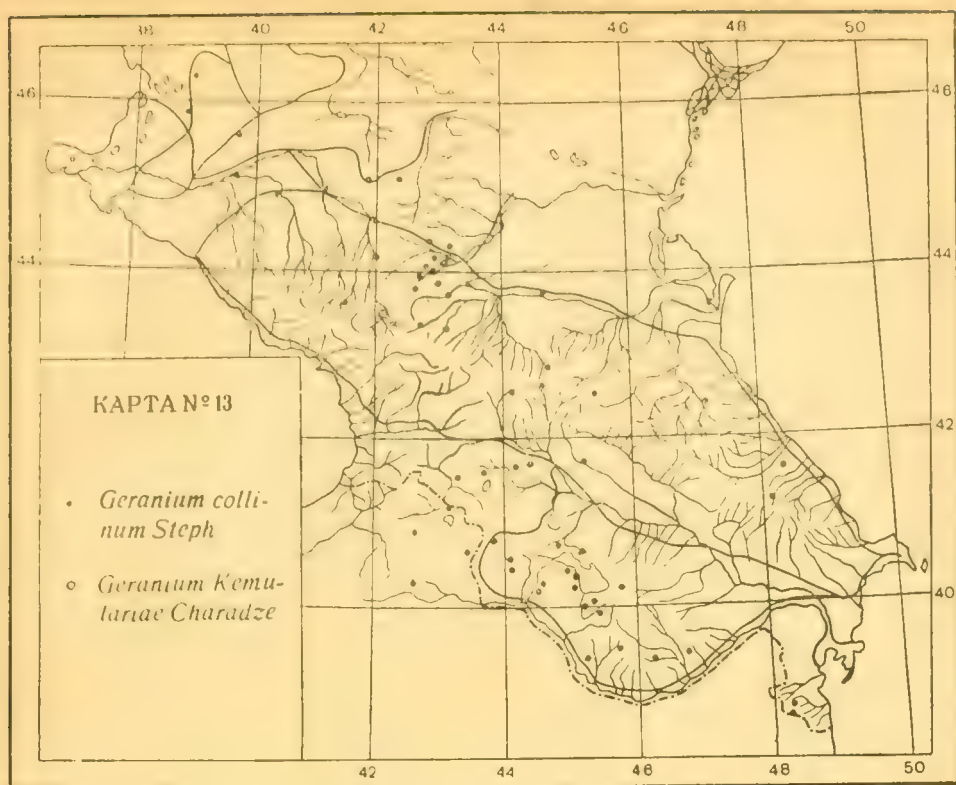 38 40 42 44 46 48 50
46 46
44 44
КАРТА № 13
42
• Geranium colli-
num Steph
○ Geranium Kemu-
lariae Charadze
40
42 44 46 48 50